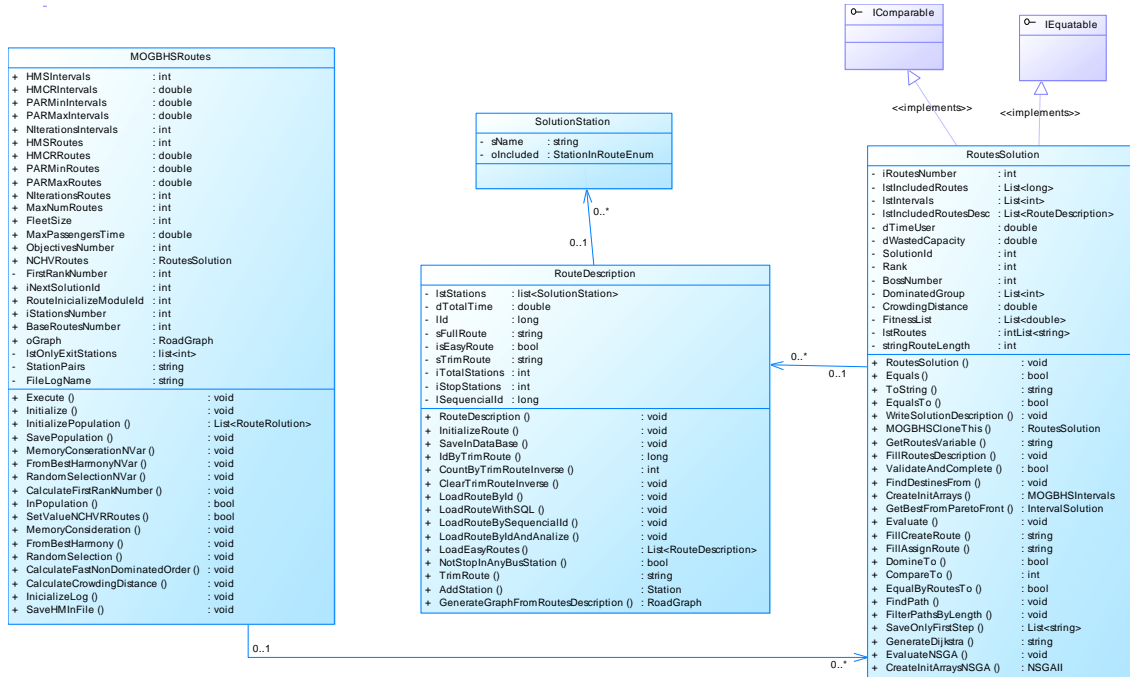 MOGBHSRoutes
+ HMSIntervals : int
+ HMCRIntervals : double
+ PARMinIntervals : double
+ PARMaxIntervals : double
+ NIterationsIntervals : int
+ HMSRoutes : int
+ HMCRRoutes : double
+ PARMinRoutes : double
+ PARMaxRoutes : double
+ NIterationsRoutes : int
+ MaxNumRoutes : int
+ FleetSize : int
+ MaxPassengersTime : double
+ ObjectivesNumber : int
+ NCHVRoutes : RoutesSolution
- FirstRankNumber : int
+ iNextSolutionId : int
+ RouteInicializeModuleId : int
+ iStationsNumber : int
+ BaseRoutesNumber : int
+ oGraph : RoadGraph
- lstOnlyExitStations : list<int>
- StationPairs : string
- FileLogName : string
+ Execute () : void
+ Initialize () : void
+ InitializePopulation () : List<RouteRolution>
+ SavePopulation () : void
+ MemoryConserationNVar () : void
+ FromBestHarmonyNVar () : void
+ RandomSelectionNVar () : void
+ CalculateFirstRankNumber () : void
+ InPopulation () : bool
+ SetValueNCHVRRoutes () : bool
+ MemoryConsideration () : void
+ FromBestHarmony () : void
+ RandomSelection () : void
+ CalculateFastNonDominatedOrder () : void
+ CalculateCrowdingDistance () : void
+ InicializeLog () : void
+ SaveHMInFile () : void
0..1
0..*
SolutionStation
- sName : string
- oIncluded : StationInRouteEnum
0..*
0..1
RouteDescription
- lstStations : list<SolutionStation>
- dTotalTime : double
- lId : long
- sFullRoute : string
- isEasyRoute : bool
- sTrimRoute : string
- iTotalStations : int
- iStopStations : int
- lSequencialId : long
+ RouteDescription () : void
+ InitializeRoute () : void
+ SaveInDataBase () : void
+ IdByTrimRoute () : long
+ CountByTrimRouteInverse () : int
+ ClearTrimRouteInverse () : void
+ LoadRouteById () : void
+ LoadRouteWithSQL () : void
+ LoadRouteBySequencialId () : void
+ LoadRouteByIdAndAnalize () : void
+ LoadEasyRoutes () : List<RouteDescription>
+ NotStopInAnyBusStation () : bool
+ TrimRoute () : string
+ AddStation () : Station
+ GenerateGraphFromRoutesDescription () : RoadGraph
0..*
0..1
IComparable
IEquatable
<<implements>>
<<implements>>
RoutesSolution
- iRoutesNumber : int
- lstIncludedRoutes : List<long>
- lstIntervals : List<int>
- lstIncludedRoutesDesc : List<RouteDescription>
- dTimeUser : double
- dWastedCapacity : double
- SolutionId : int
- Rank : int
- BossNumber : int
- DominatedGroup : List<int>
- CrowdingDistance : double
- FitnessList : List<double>
- lstRoutes : intList<string>
- stringRouteLength : int
+ RoutesSolution () : void
+ Equals () : bool
+ ToString () : string
+ EqualsTo () : bool
+ WriteSolutionDescription () : void
+ MOGBHSCloneThis () : RoutesSolution
+ GetRoutesVariable () : string
+ FillRoutesDescription () : void
+ ValidateAndComplete () : bool
+ FindDestinesFrom () : void
+ CreateInitArrays () : MOGBHSIntervals
+ GetBestFromParetoFront () : IntervalSolution
+ Evaluate () : void
+ FillCreateRoute () : string
+ FillAssignRoute () : string
+ DomineTo () : bool
+ CompareTo () : int
+ EqualByRoutesTo () : bool
+ FindPath () : void
+ FilterPathsByLength () : void
+ SaveOnlyFirstStep () : List<string>
+ GenerateDijkstra () : string
+ EvaluateNSGA () : void
+ CreateInitArraysNSGA () : NSGAII